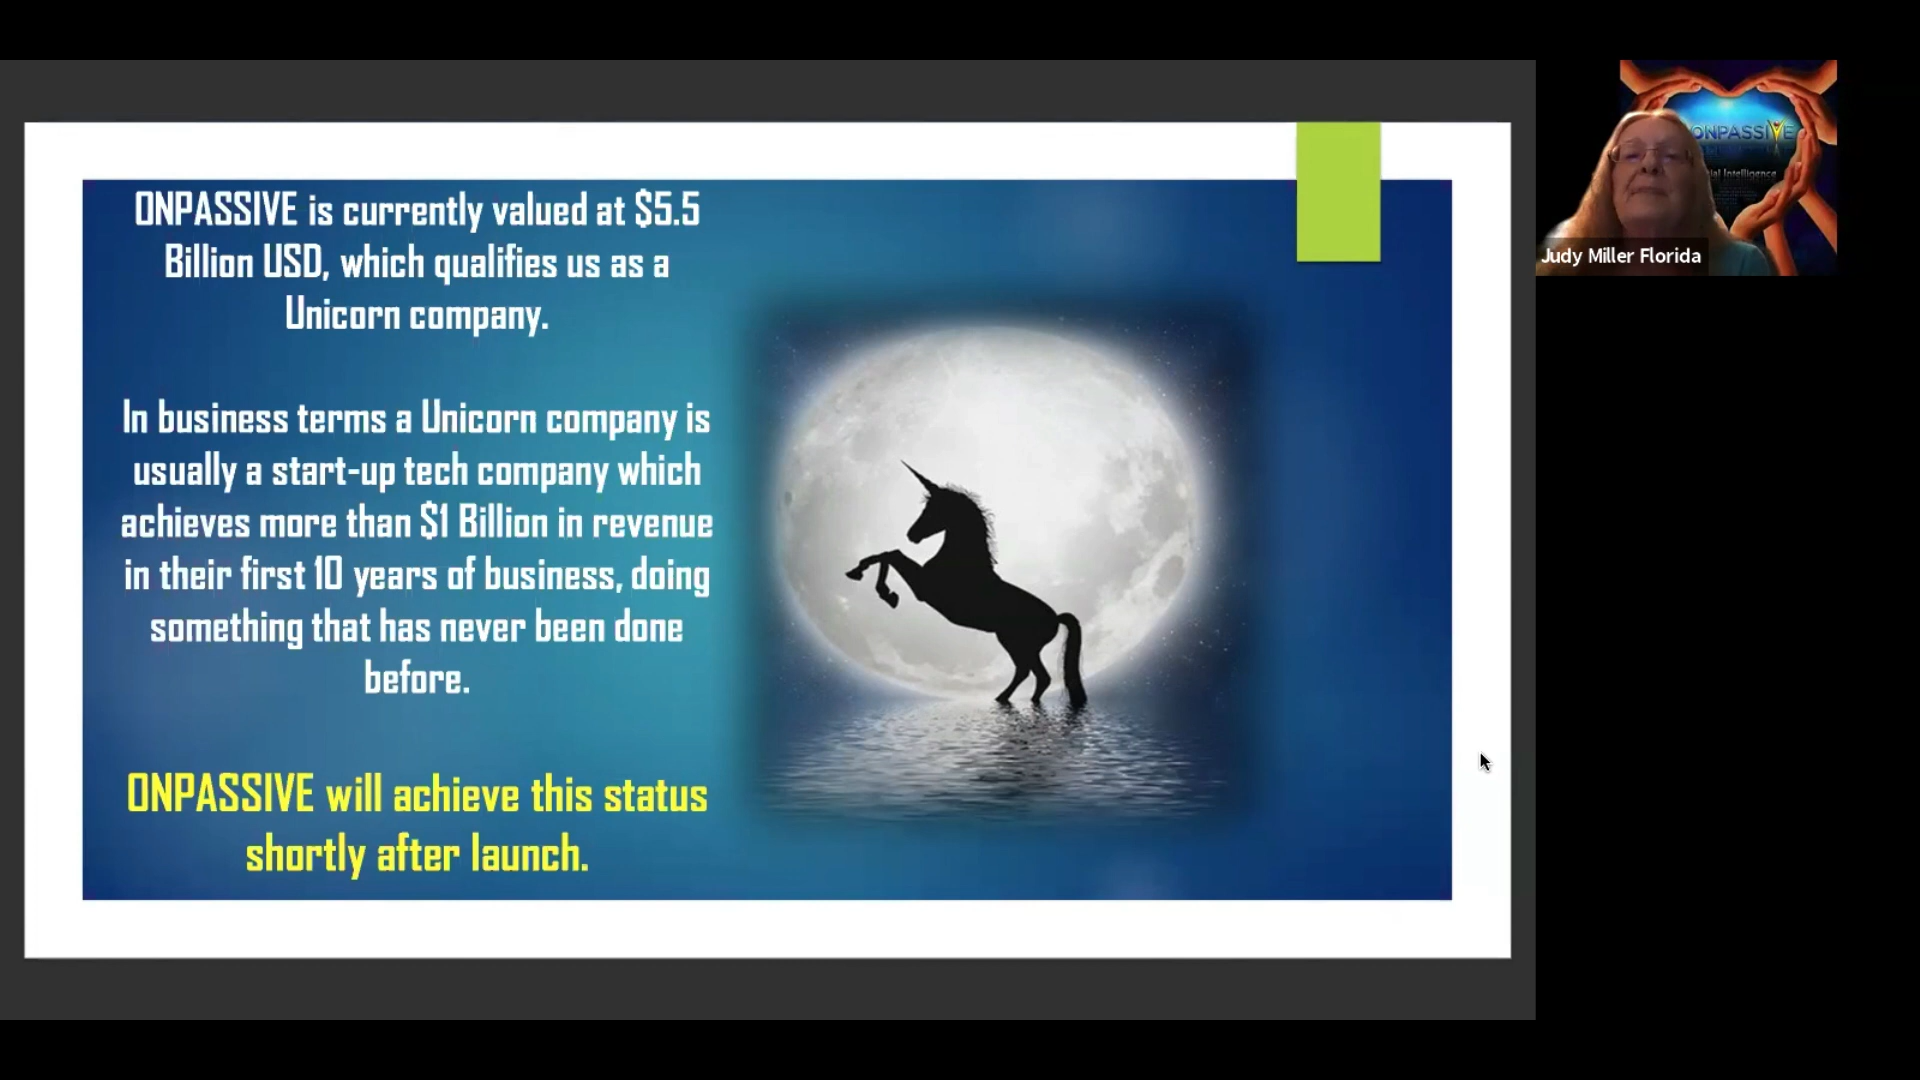 ONPASSIVE is currently valued at $5.5
Billion USD, which qualifies us as a
Unicorn company.
In business terms a Unicorn company is
usually a start-up tech company which
achieves more than $1 Billion in revenue
in their first 10 years of business, doing
something that has never been done
before.
ONPASSIVE will achieve this status
shortly after launch.
ONPASSIVE
Intelligence
Judy Miller Florida